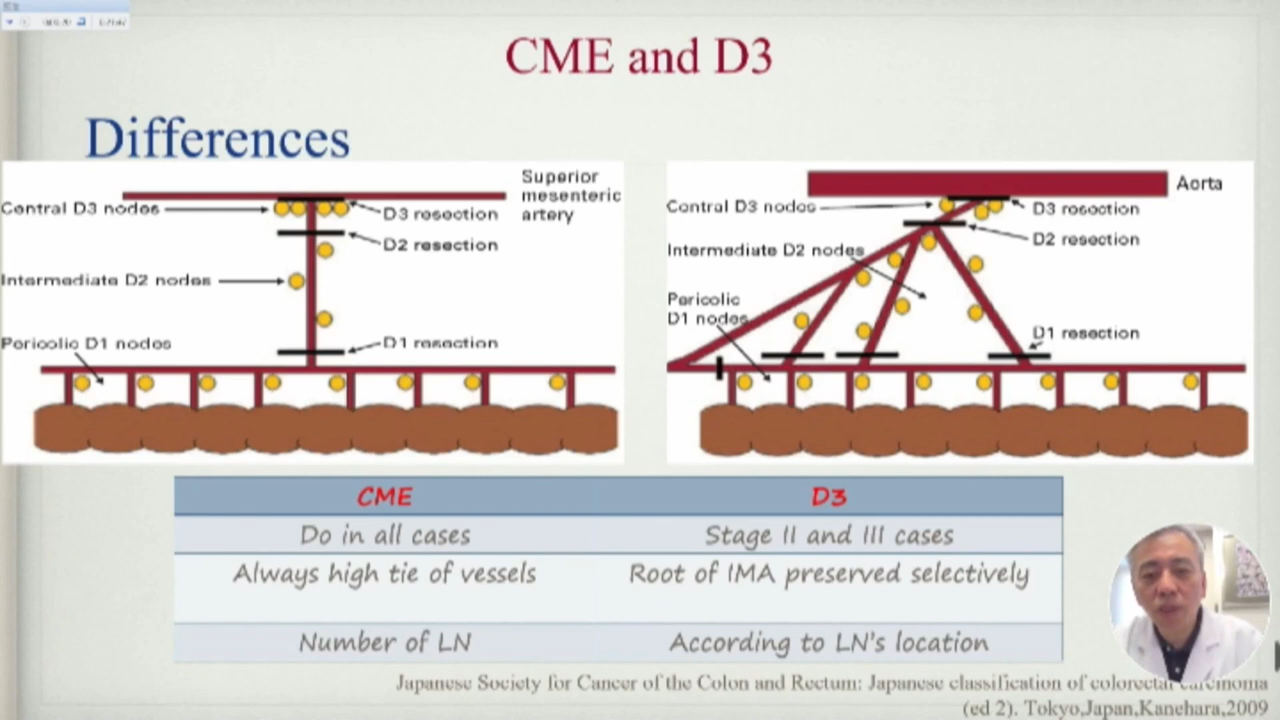 CME and D3
Differences
Superior
mesenteric
artery
Central D3 nodes
D3 resection
D2 resection
Intermediate D2 nodes
Pericolic D1 nodes
D1 resection
Aorta
Central D3 nodes
D3 resection
D2 resection
Intermediate D2 nodes
Pericolic
D1 nodes
D1 resection
CME D3
Do in all cases Stage II and III cases
Always high tie of vessels Root of IMA preserved selectively
Number of LN According to LN's location
Japanese Society for Cancer of the Colon and Rectum: Japanese classification of colorectal carcinoma
(ed 2). Tokyo,Japan,Kanehara,2009